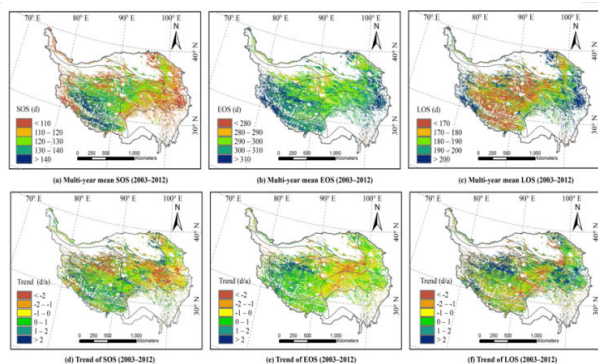 70° E 80° E 90° E 100° E
N
40° N
30° N
SOS (d)
< 110
110 – 120
120 – 130
130 – 140
> 140
0 250 500 1,000
Kilometers
(a) Multi-year mean SOS (2003–2012)
70° E 80° E 90° E 100° E
N
40° N
30° N
EOS (d)
< 280
280 – 290
290 – 300
300 – 310
> 310
0 250 500 1,000
Kilometers
(b) Multi-year mean EOS (2003–2012)
70° E 80° E 90° E 100° E
N
40° N
30° N
LOS (d)
< 170
170 – 180
180 – 190
190 – 200
> 200
0 250 500 1,000
Kilometers
(c) Multi-year mean LOS (2003–2012)
70° E 80° E 90° E 100° E
N
40° N
30° N
Trend (d/a)
< -2
-2 – -1
-1 – 0
0 – 1
1 – 2
> 2
0 250 500 1,000
Kilometers
(d) Trend of SOS (2003–2012)
70° E 80° E 90° E 100° E
N
40° N
30° N
Trend (d/a)
< -2
-2 – -1
-1 – 0
0 – 1
1 – 2
> 2
0 250 500 1,000
Kilometers
(e) Trend of EOS (2003–2012)
70° E 80° E 90° E 100° E
N
40° N
30° N
Trend (d/a)
< -2
-2 – -1
-1 – 0
0 – 1
1 – 2
> 2
0 250 500 1,000
Kilometers
(f) Trend of LOS (2003–2012)